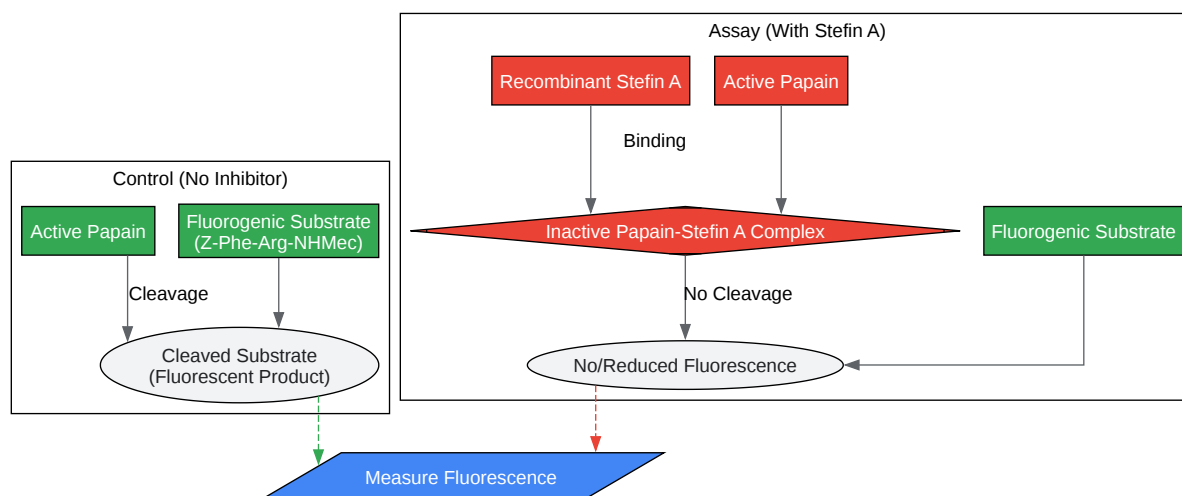 Assay (With Stefin A)
Recombinant Stefin A
Active Papain
Binding
Control (No Inhibitor)
Active Papain
Fluorogenic Substrate
(Z-Phe-Arg-NHMec)
Inactive Papain-Stefin A Complex
Fluorogenic Substrate
Cleavage
No Cleavage
Cleaved Substrate
(Fluorescent Product)
No/Reduced Fluorescence
Measure Fluorescence